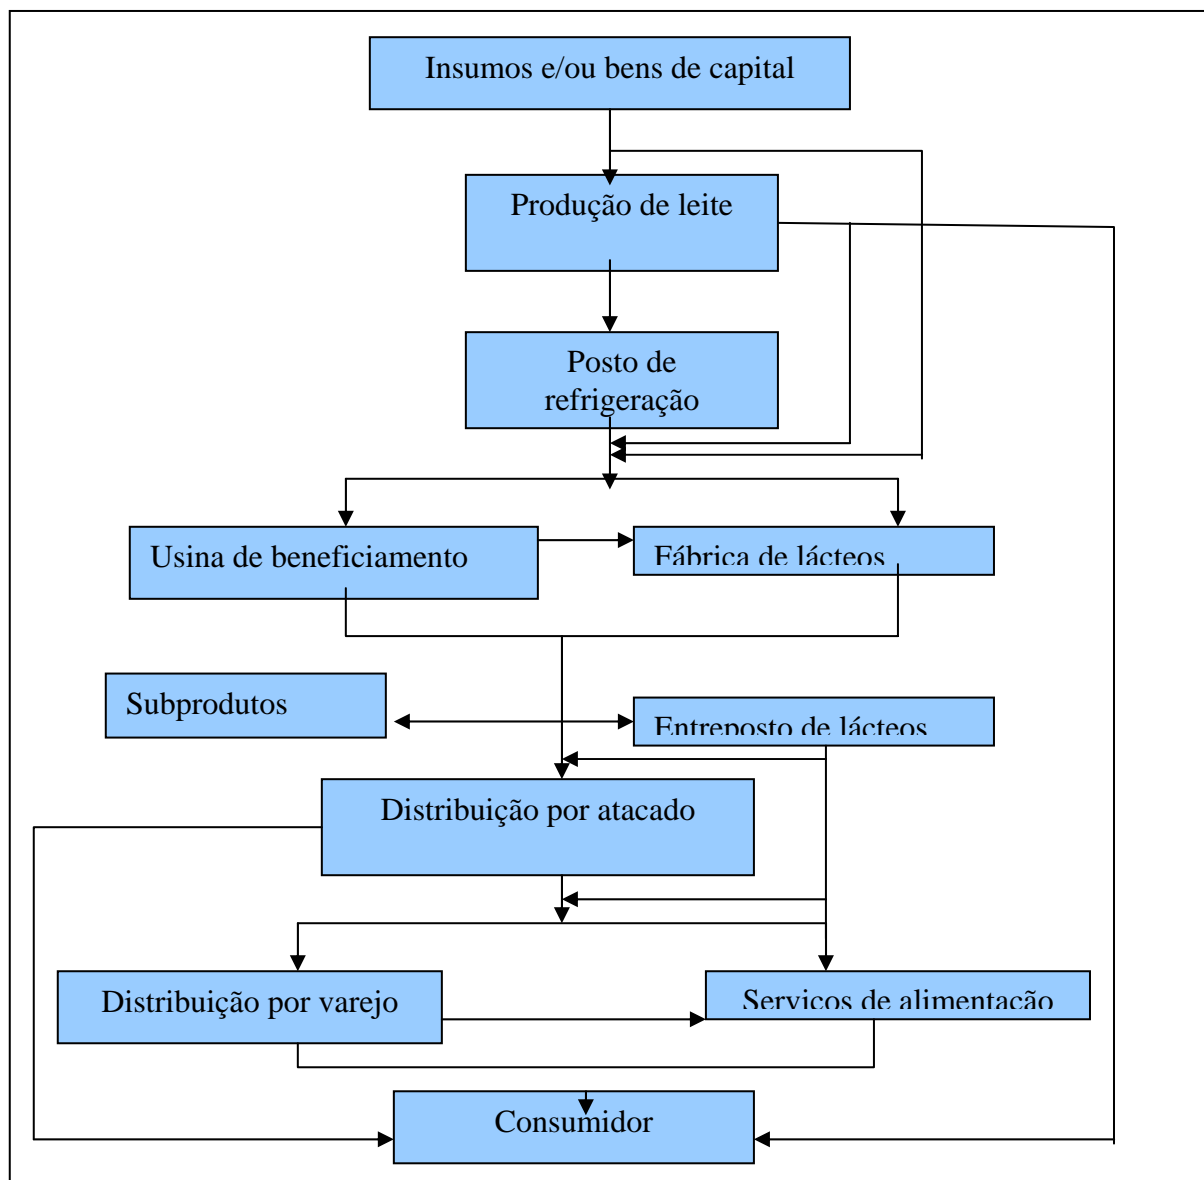 Insumos e/ou bens de capital
Produção de leite
Posto de
refrigeração
Usina de beneficiamento
Fábrica de lácteos
Subprodutos
Entreposto de lácteos
Distribuição por atacado
Distribuição por varejo
Serviços de alimentação
Consumidor